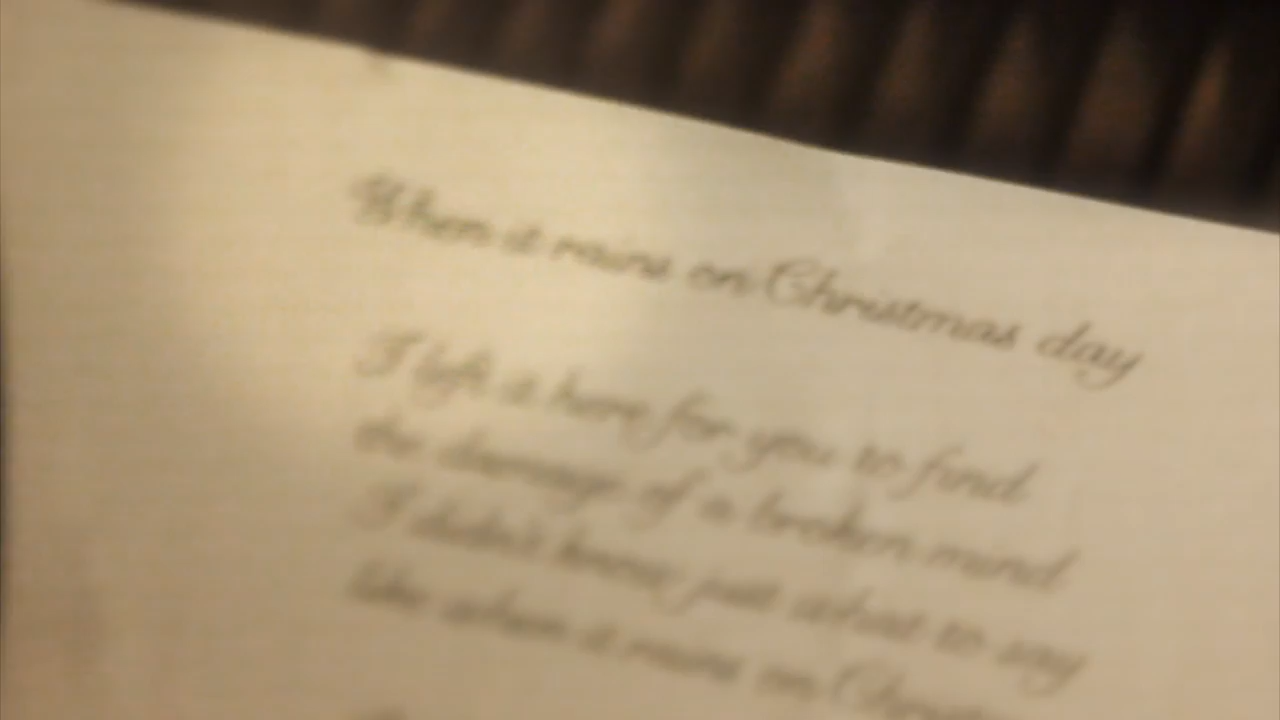 When it rains on Christmas day
I left it here for you to find
the damage of a broken mind
I didn't know just what to say
like when it rains on